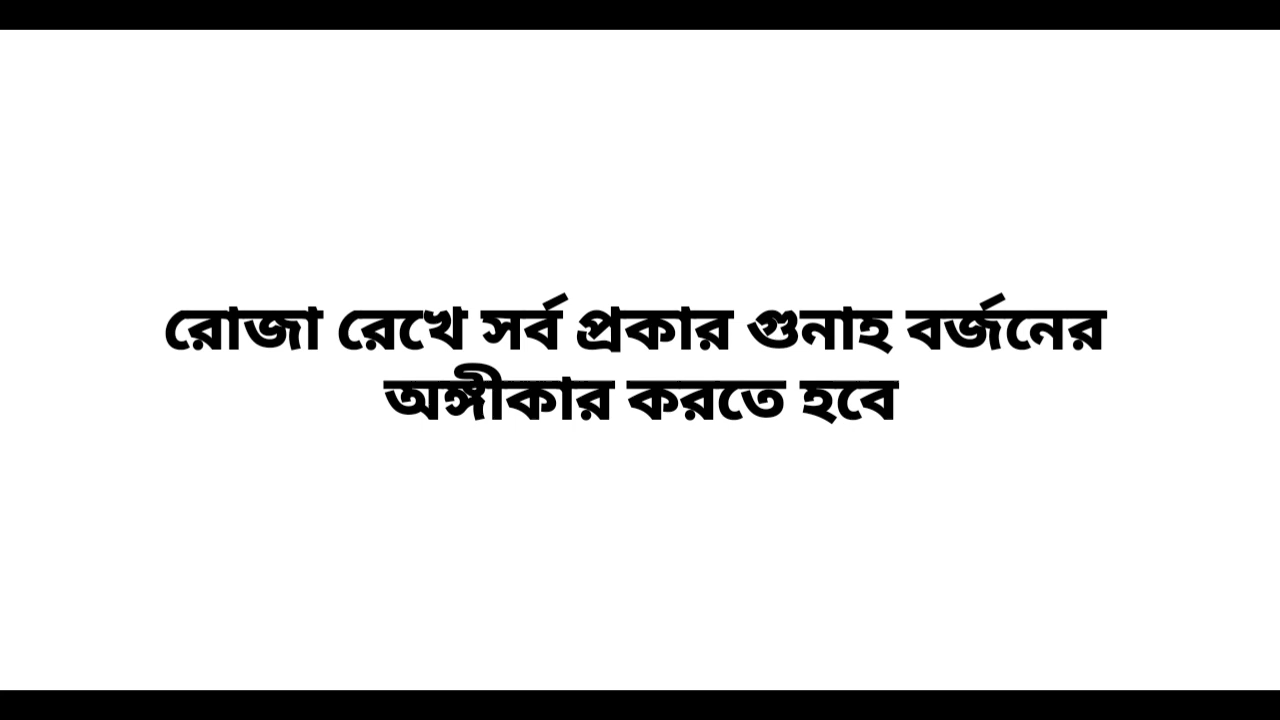 রোজা রেখে সর্ব প্রকার গুনাহ বর্জনের
অঙ্গীকার করতে হবে